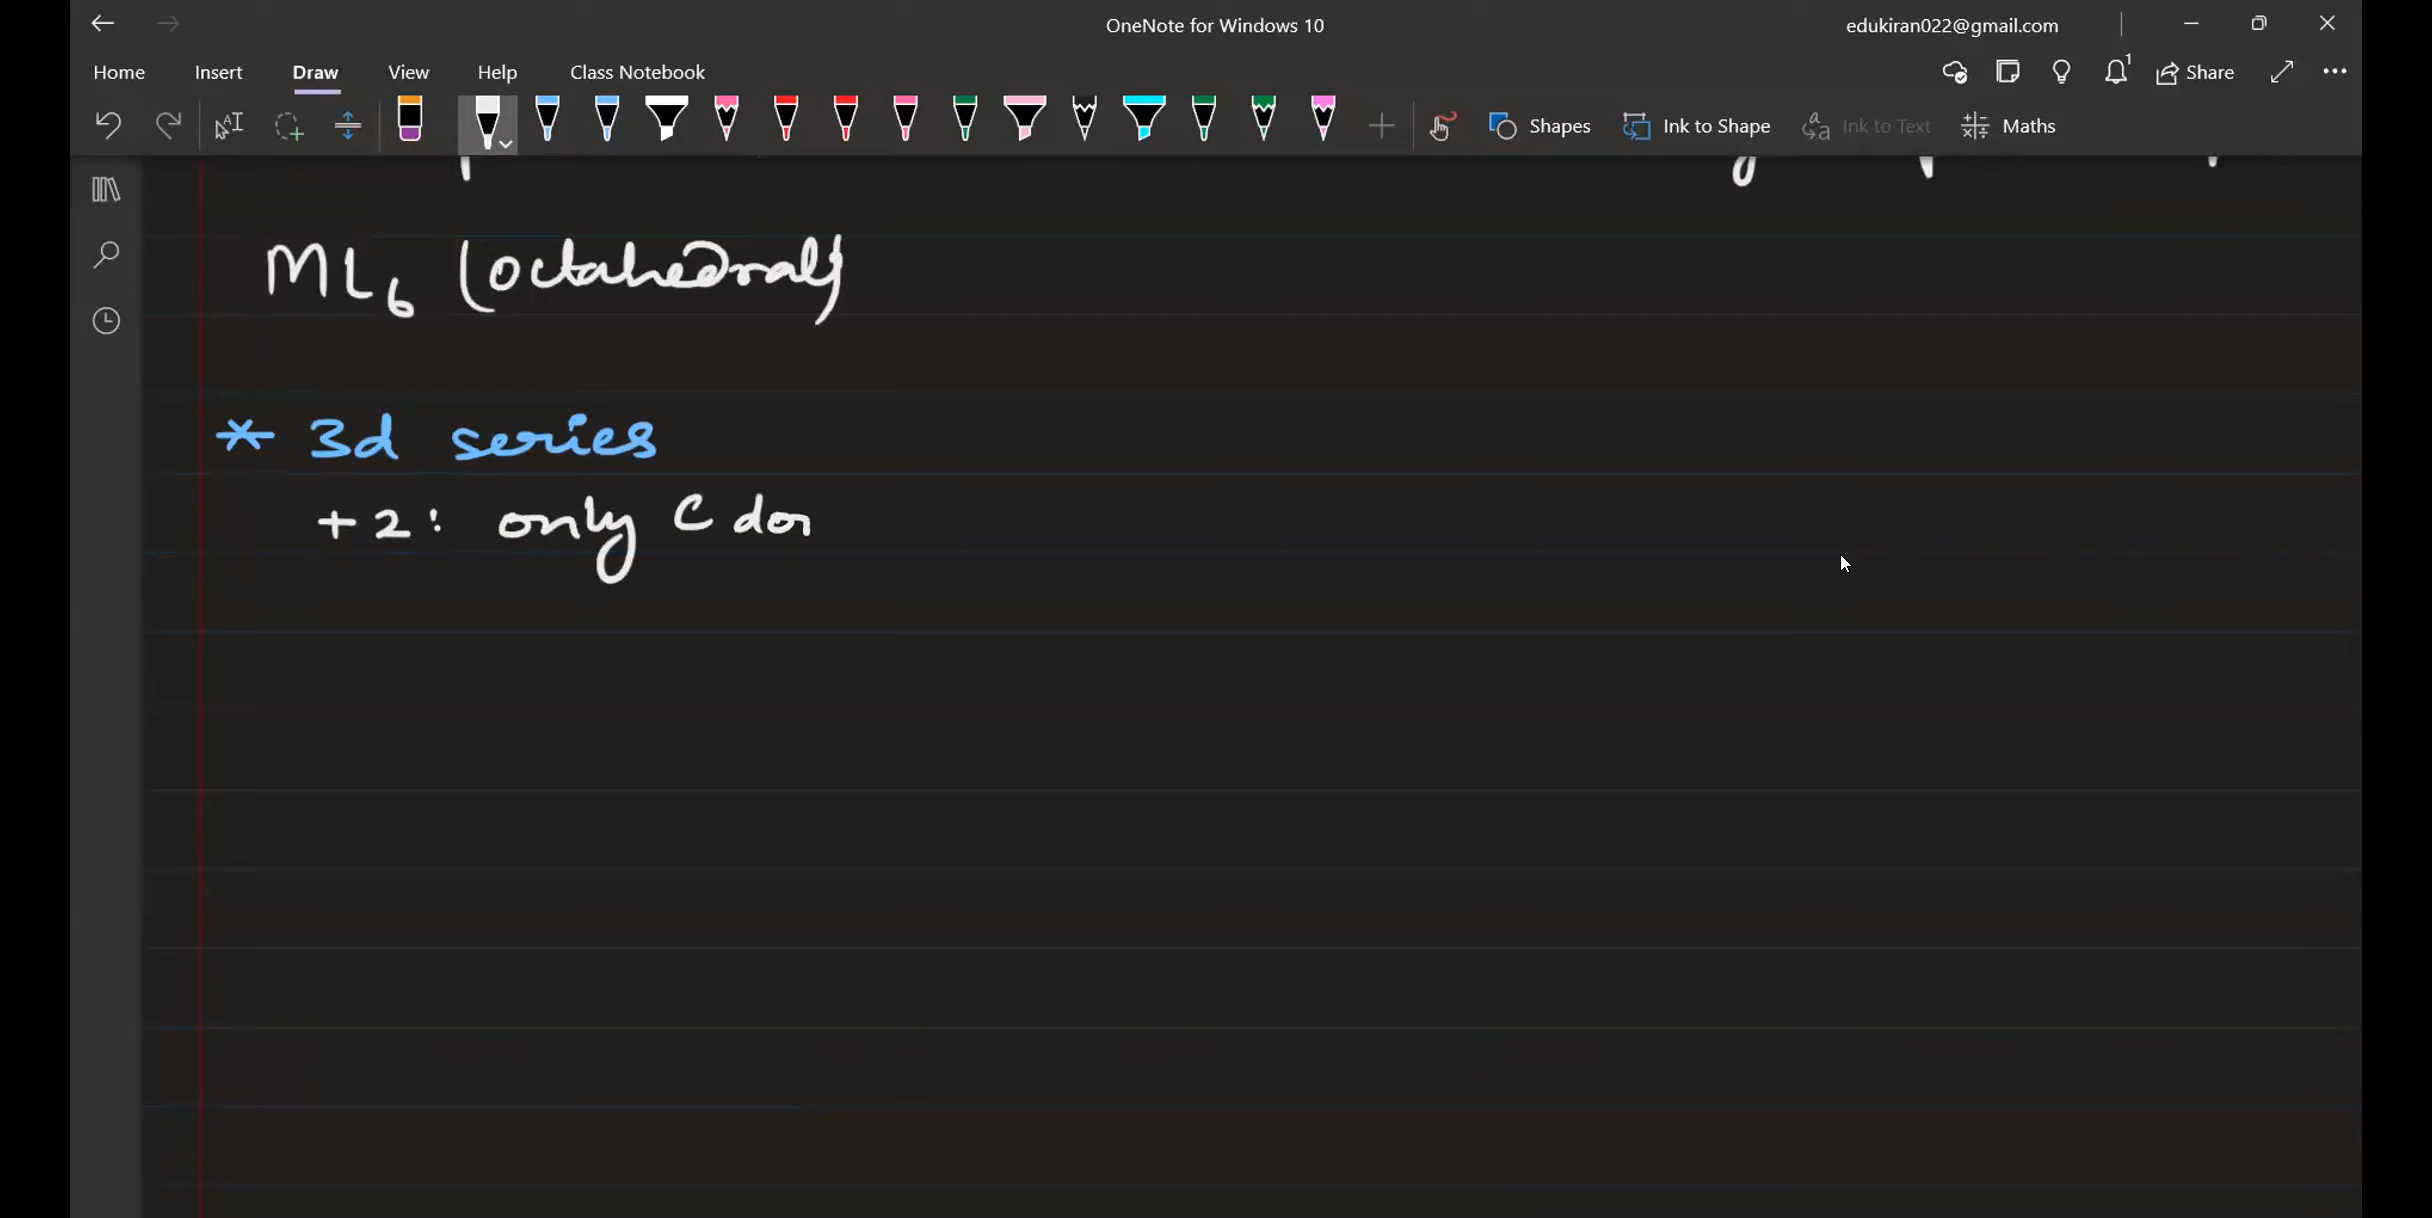 OneNote for Windows 10
edukiran022@gmail.com
Home Insert Draw View Help Class Notebook
1
Share
Shapes Ink to Shape Ink to Text Maths
ML6 (octahedral)
* 3d series
+2: only C don